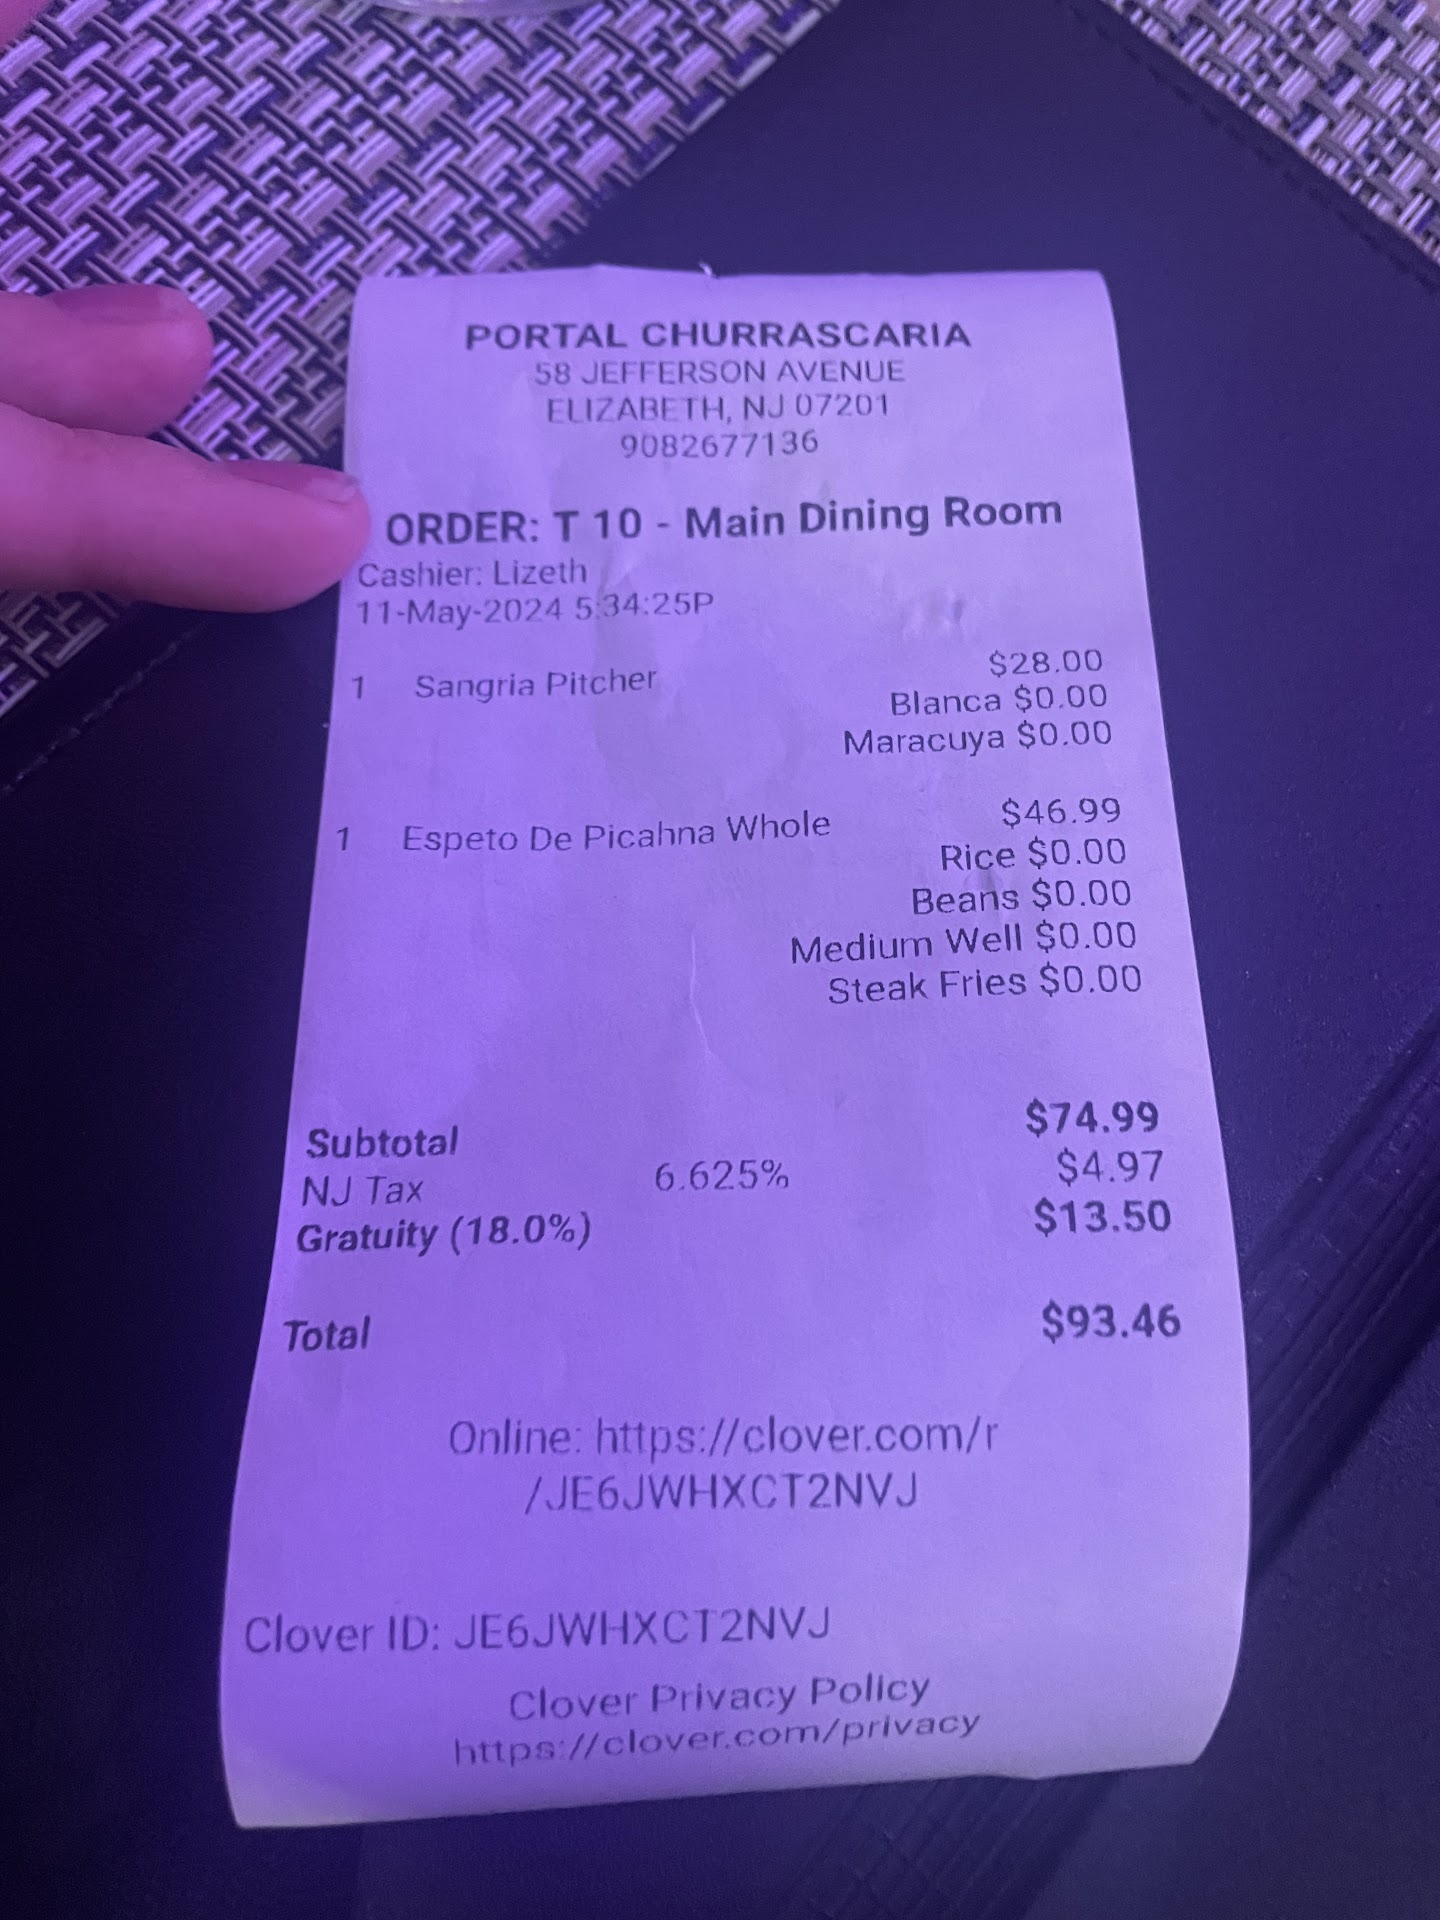 PORTAL CHURRASCARIA
58 JEFFERSON AVENUE
ELIZABETH, NJ 07201
9082677136
ORDER: T 10 - Main Dining Room
Cashier: Lizeth
11-May-2024 5:34:25P
1 Sangria Pitcher $28.00
Blanca $0.00
Maracuya $0.00
1 Espeto De Picahna Whole $46.99
Rice $0.00
Beans $0.00
Medium Well $0.00
Steak Fries $0.00
Subtotal $74.99
NJ Tax 6.625% $4.97
Gratuity (18.0%) $13.50
Total $93.46
Online: https://clover.com/r
/JE6JWHXCT2NVJ
Clover ID: JE6JWHXCT2NVJ
Clover Privacy Policy
https://clover.com/privacy